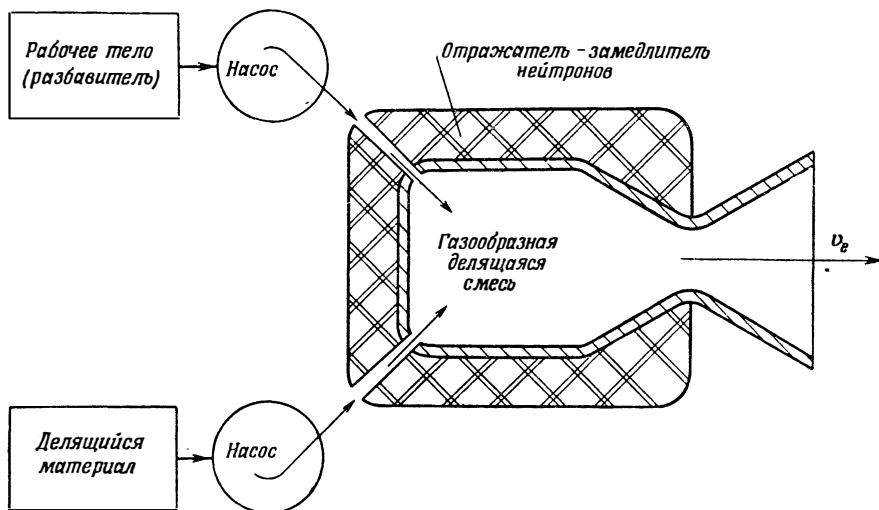 Рабочее тело
(разбавитель)
Насос
Отражатель - замедлитель
нейтронов
Газообразная
делящаяся
смесь
v_e
Делящийся
материал
Насос